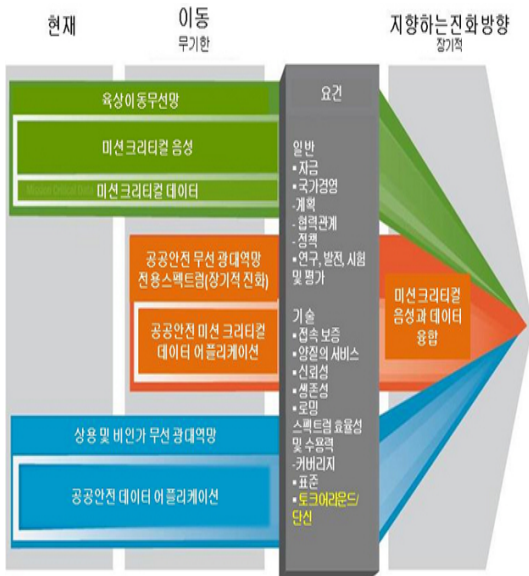 현재
이동
무기한
지향하는진화 방향
장기적
육상이동무선망
미션 크리티컬 음성
미션 크리티컬 데이터
공공안전 무선 광대역망
전용스펙트럼(장기적 진화)
공공안전 미션 크리티컬
데이터 어플리케이션
상용 및 비인가 무선 광대역망
공공안전 데이터 어플리케이션
요건
일반
▪ 자금
▪ 국가경영
-계획
- 협력관계
- 정책
▪ 연구, 발전, 시험
및 평가
기술
▪ 접속 보증
▪ 양질의 서비스
▪ 신뢰성
▪ 생존성
▪ 로밍
스펙트럼 효율성
및 수용력
-커버리지
▪ 표준
▪ 토크어라운드/
단신
미션크리티컬
음성과 데이터
융합